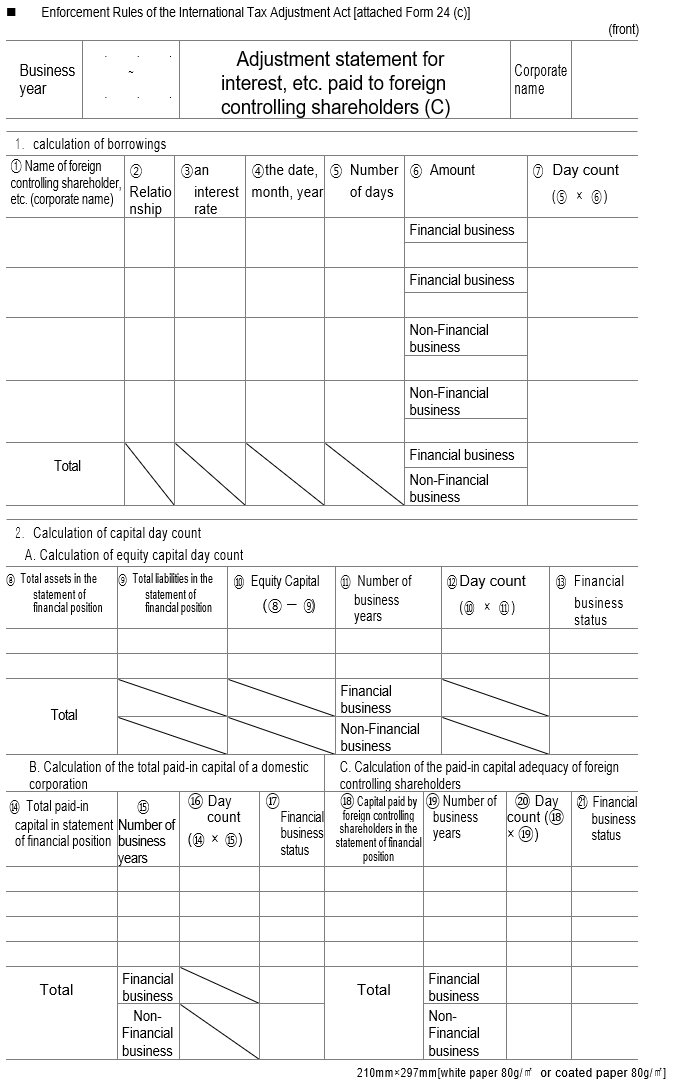 ■ Enforcement Rules of the International Tax Adjustment Act [attached Form 24 (c)]
(front)
Business year
. . .
~
. . .
Adjustment statement for
interest, etc. paid to foreign
controlling shareholders (C)
Corporate name
1. calculation of borrowings
① Name of foreign
controlling shareholder,
etc. (corporate name)
②
Relatio
nship
③an
interest
rate
④the date,
month, year
⑤ Number
of days
⑥ Amount
⑦ Day count
(⑤ × ⑥)
Financial business
Financial business
Non-Financial
business
Non-Financial
business
Total
Financial business
Non-Financial
business
2. Calculation of capital day count
A. Calculation of equity capital day count
⑧ Total assets in the
statement of
financial position
⑨ Total liabilities in the
statement of
financial position
⑩ Equity Capital
(⑧ － ⑨)
⑪ Number of
business
years
⑫Day count
(⑩ × ⑪)
⑬ Financial
business
status
Total
Financial
business
Non-Financial
business
B. Calculation of the total paid-in capital of a domestic
corporation
C. Calculation of the paid-in capital adequacy of foreign
controlling shareholders
⑭ Total paid-in
capital in statement
of financial position
⑮
Number of
business
years
⑯ Day
count
(⑭ × ⑮)
⑰
Financial
business
status
⑱ Capital paid by
foreign controlling
shareholders in the
statement of financial
position
⑲ Number of
business
years
⑳ Day
count (⑱
× ⑲)
㉑ Financial
business
status
Total
Financial
business
Non-
Financial
business
Total
Financial
business
Non-
Financial
business
210mm×297mm[white paper 80g/㎡ or coated paper 80g/㎡]